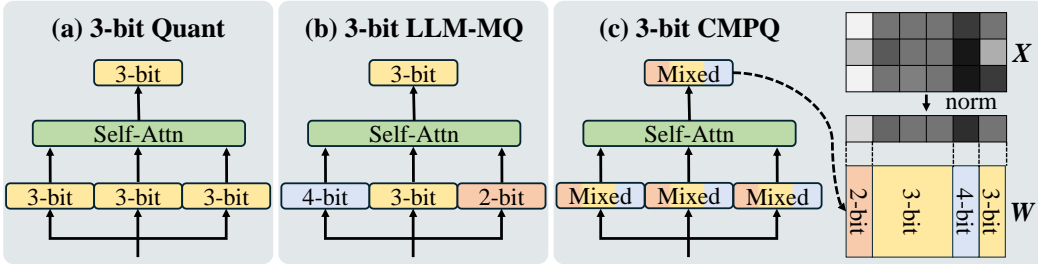 (a) 3-bit Quant
3-bit
Self-Attn
3-bit 3-bit 3-bit
(b) 3-bit LLM-MQ
3-bit
Self-Attn
4-bit 3-bit 2-bit
(c) 3-bit CMPQ
Mixed
Self-Attn
Mixed Mixed Mixed
X
norm
2-bit 3-bit 4-bit 3-bit
W